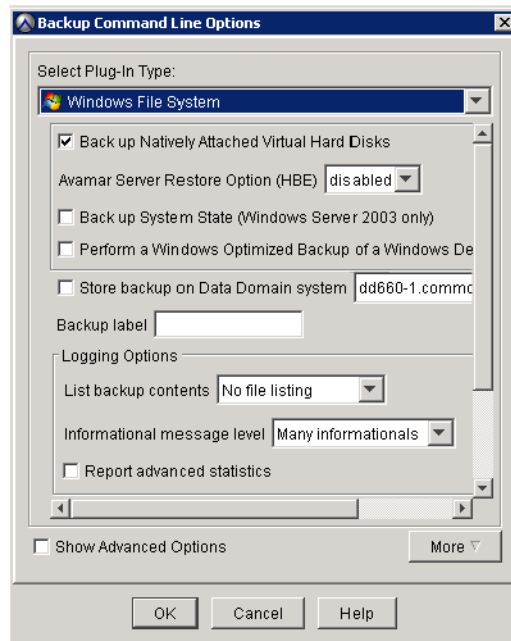 Backup Command Line Options
Select Plug-In Type:
Windows File System
Back up Natively Attached Virtual Hard Disks
Avamar Server Restore Option (HBE) disabled
Back up System State (Windows Server 2003 only)
Perform a Windows Optimized Backup of a Windows De
Store backup on Data Domain system dd660-1.commo
Backup label
Logging Options
List backup contents No file listing
Informational message level Many informationals
Report advanced statistics
Show Advanced Options More
OK Cancel Help